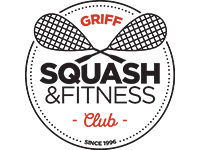 GRIFF
SQUASH
&FITNESS
- Club -
SINCE 1996